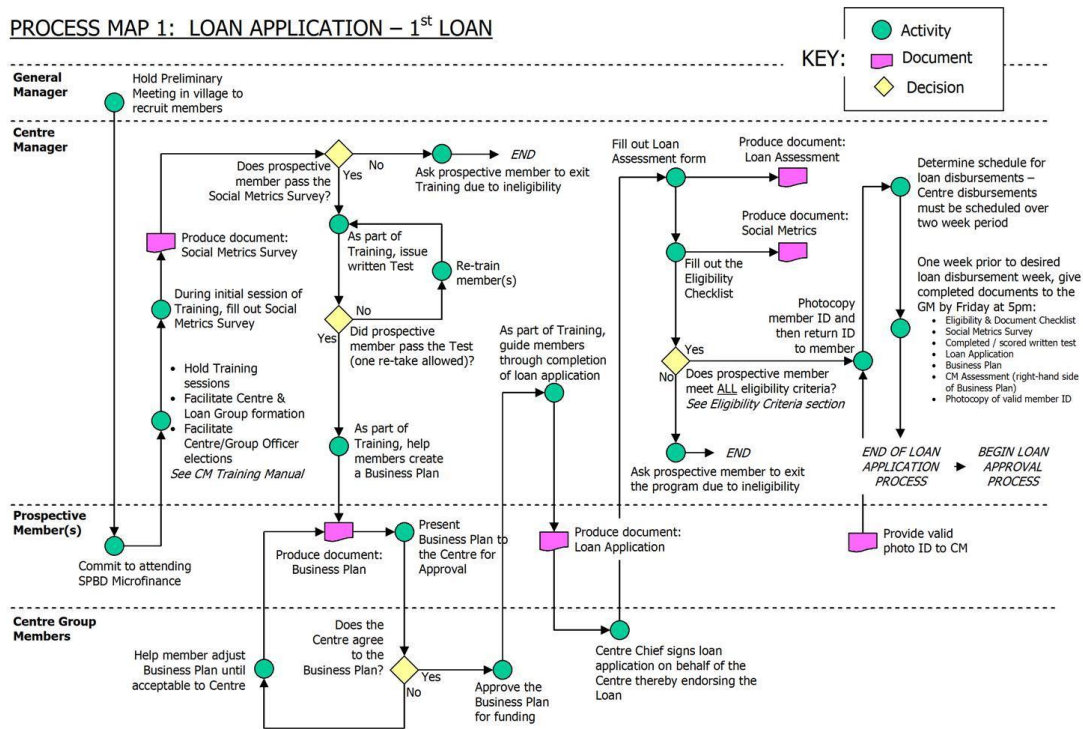 PROCESS MAP 1: LOAN APPLICATION – 1st LOAN
KEY:
Activity
Document
Decision
General
Manager
Hold Preliminary
Meeting in village to
recruit members
Centre
Manager
Does prospective
member pass the
Social Metrics Survey?
No
Yes
END
Ask prospective member to exit
Training due to ineligibility
Produce document:
Social Metrics Survey
As part of
Training, issue
written Test
Re-train
member(s)
During initial session of
Training, fill out Social
Metrics Survey
No
Yes
Did prospective
member pass the Test
(one re-take allowed)?
• Hold Training
sessions
• Facilitate Centre &
Loan Group formation
• Facilitate
Centre/Group Officer
elections
See CM Training Manual
As part of
Training, help
members create
a Business Plan
As part of Training,
guide members
through completion
of loan application
Fill out Loan
Assessment form
Produce document:
Loan Assessment
Produce document:
Social Metrics
Fill out the
Eligibility
Checklist
Photocopy
member ID and
then return ID
to member
Yes
No
Does prospective member
meet ALL eligibility criteria?
See Eligibility Criteria section
END
Ask prospective member to exit
the program due to ineligibility
Determine schedule for
loan disbursements –
Centre disbursements
must be scheduled over
two week period
One week prior to desired
loan disbursement week, give
completed documents to the
GM by Friday at 5pm:
• Eligibility & Document Checklist
• Social Metrics Survey
• Completed / scored written test
• Loan Application
• Business Plan
• CM Assessment (right-hand side
of Business Plan)
• Photocopy of valid member ID
END OF LOAN
APPLICATION
PROCESS
BEGIN LOAN
APPROVAL
PROCESS
Prospective
Member(s)
Commit to attending
SPBD Microfinance
Produce document:
Business Plan
Present
Business Plan to
the Centre for
Approval
Produce document:
Loan Application
Provide valid
photo ID to CM
Centre Group
Members
Help member adjust
Business Plan until
acceptable to Centre
Does the
Centre agree
to the
Business Plan?
Yes
No
Approve the
Business Plan
for funding
Centre Chief signs loan
application on behalf of the
Centre thereby endorsing the
Loan